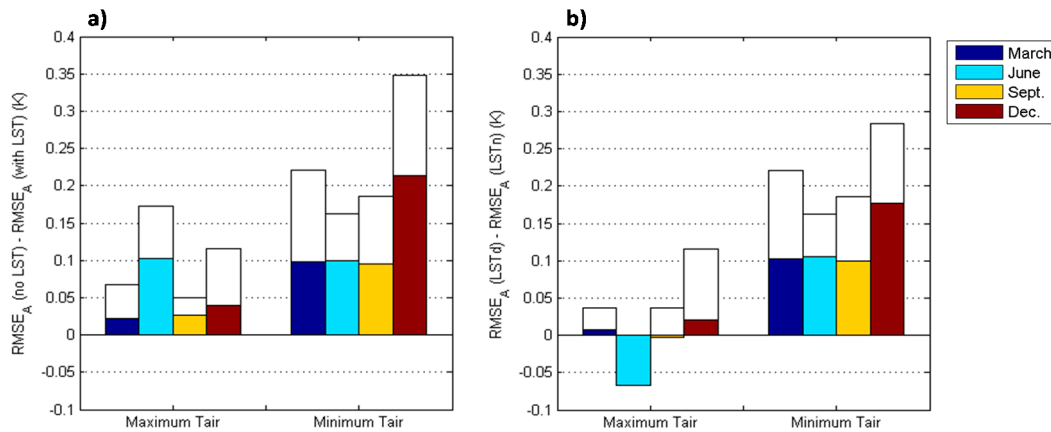 a)
0.4
0.35
0.3
0.25
0.2
0.15
0.1
0.05
0
-0.05
-0.1
RMSE_A (no LST) - RMSE_A (with LST) (K)
Maximum Tair
Minimum Tair
b)
0.4
0.35
0.3
0.25
0.2
0.15
0.1
0.05
0
-0.05
-0.1
RMSE_A (LSTd) - RMSE_A (LSTn) (K)
Maximum Tair
Minimum Tair
March
June
Sept.
Dec.